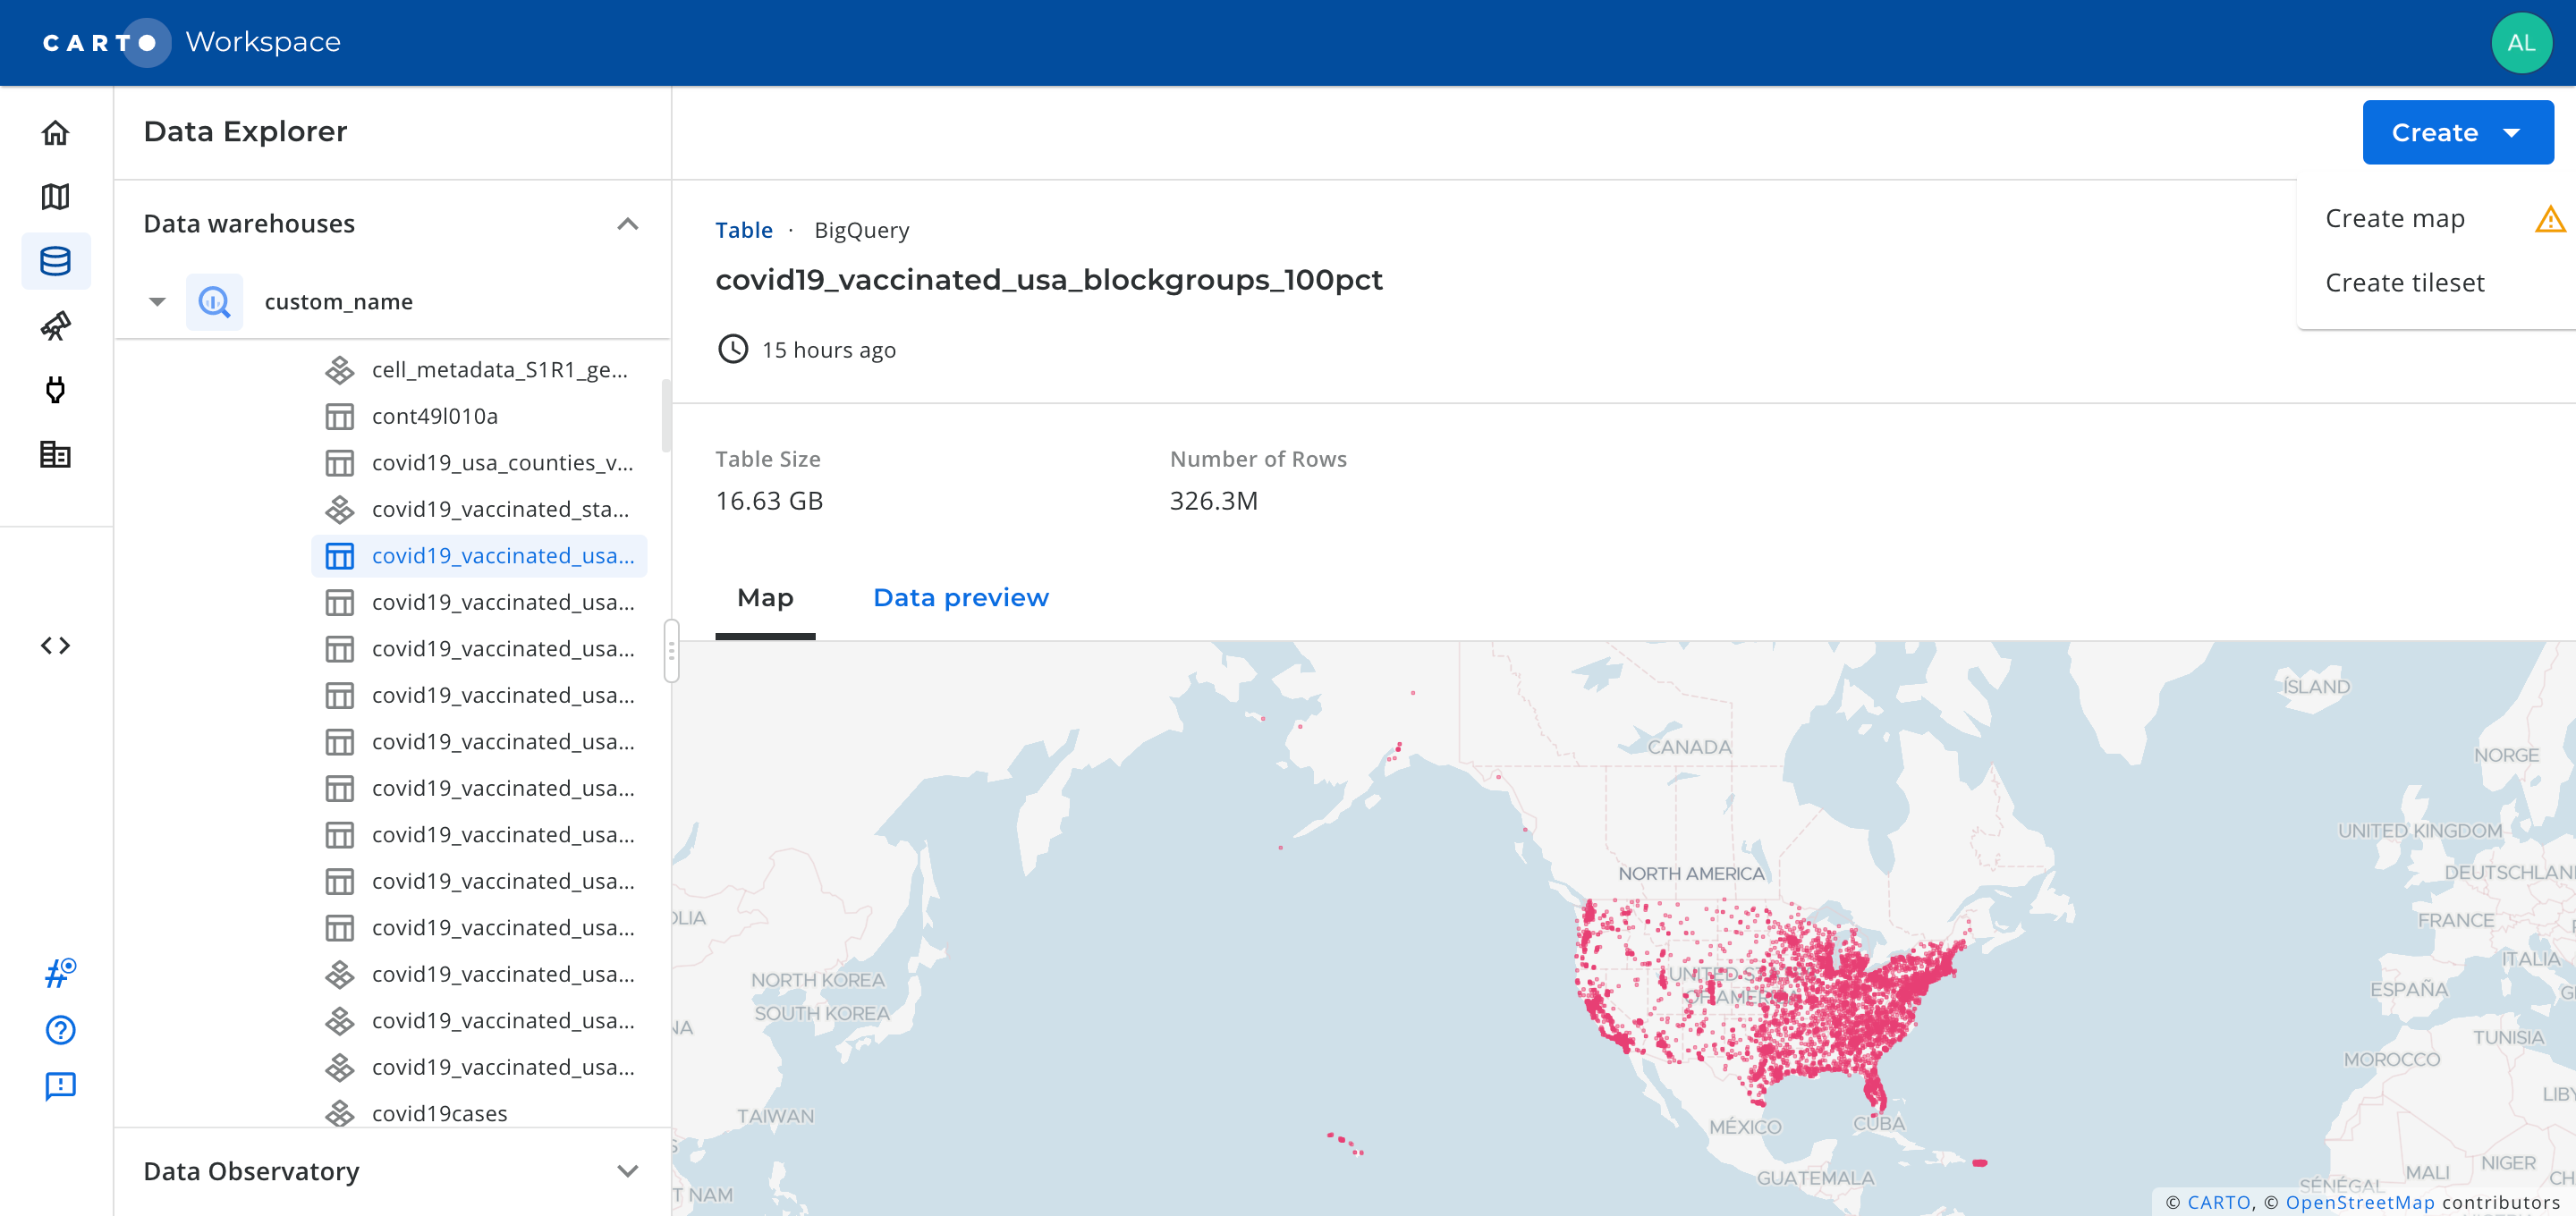 CARTO Workspace
AL
Data Explorer
Create
Data warehouses
custom_name
cell_metadata_S1R1_ge...
cont49l010a
covid19_usa_counties_v...
covid19_vaccinated_sta...
covid19_vaccinated_usa...
covid19_vaccinated_usa...
covid19_vaccinated_usa...
covid19_vaccinated_usa...
covid19_vaccinated_usa...
covid19_vaccinated_usa...
covid19_vaccinated_usa...
covid19_vaccinated_usa...
covid19_vaccinated_usa...
covid19_vaccinated_usa...
covid19_vaccinated_usa...
covid19_vaccinated_usa...
covid19cases
Data Observatory
Create map
Create tileset
Table · BigQuery
covid19_vaccinated_usa_blockgroups_100pct
15 hours ago
Table Size
16.63 GB
Number of Rows
326.3M
Map
Data preview
ÍSLAND
CANADA
NORGE
UNITED KINGDOM
NORTH AMERICA
DEUTSCHLAN
OLIA
FRANCE
UNITED STA
OF AMERICA
ITALIA
NORTH KOREA
ESPAÑA
G
SOUTH KOREA
NA
TUNISIA
MOROCCO
LIBY
TAIWAN
MÉXICO
CUBA
S
GUATEMALA
MALI
NIGER
CH
T NAM
SÉNÉGAL
© CARTO, © OpenStreetMap contributors